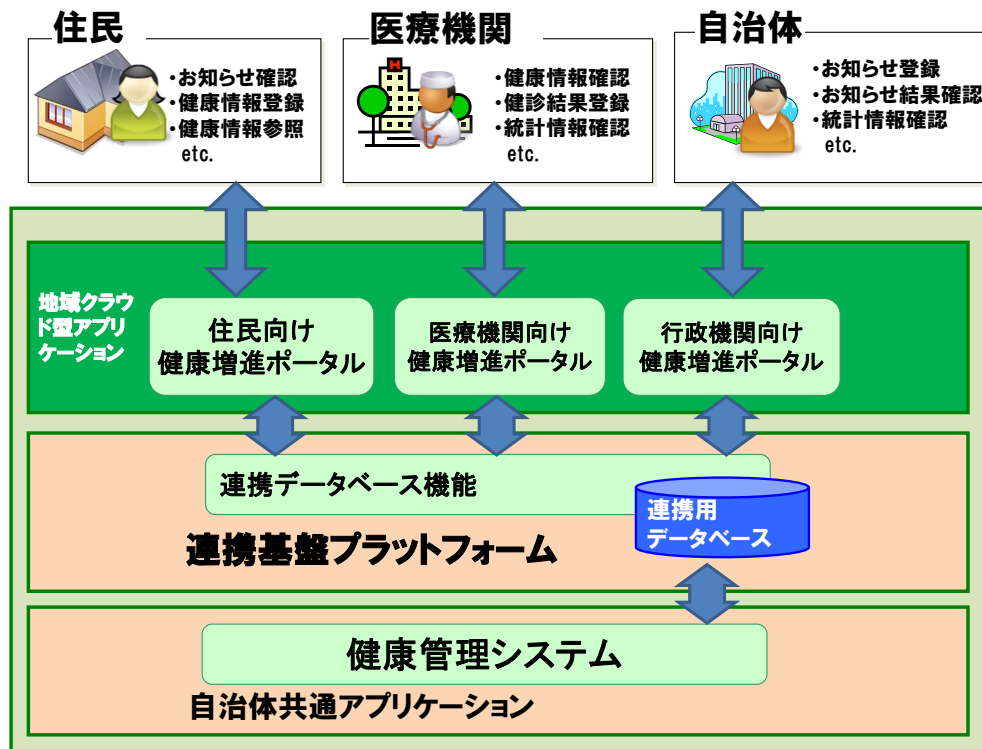 住民
・お知らせ確認
・健康情報登録
・健康情報参照
etc.
医療機関
H
・健康情報確認
・健診結果登録
・統計情報確認
etc.
自治体
・お知らせ登録
・お知らせ結果確認
・統計情報確認
etc.
地域クラウ
ド型アプリ
ケーション
住民向け
健康増進ポータル
医療機関向け
健康増進ポータル
行政機関向け
健康増進ポータル
連携データベース機能
連携用
データベース
連携基盤プラットフォーム
健康管理システム
自治体共通アプリケーション